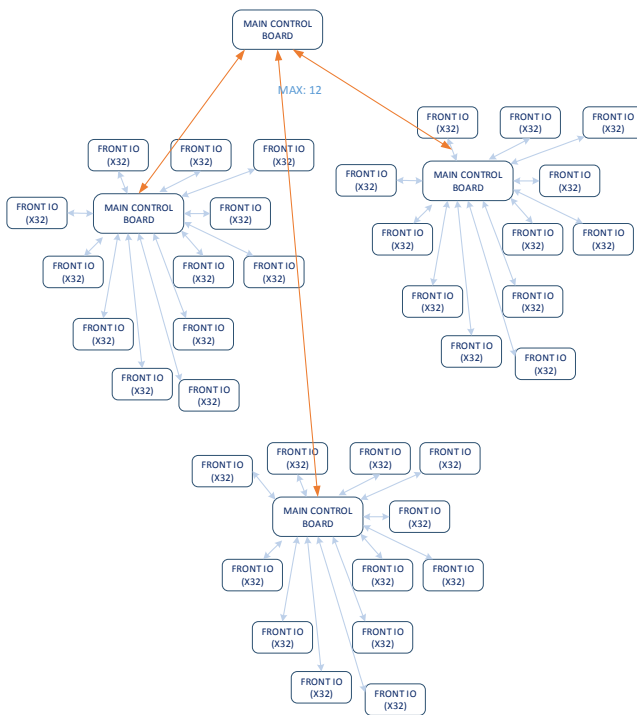 MAIN CONTROL
BOARD
MAX: 12
FRONT IO
(X32)
FRONT IO
(X32)
FRONT IO
(X32)
FRONT IO
(X32)
MAIN CONTROL
BOARD
FRONT IO
(X32)
FRONT IO
(X32)
FRONT IO
(X32)
FRONT IO
(X32)
FRONT IO
(X32)
FRONT IO
(X32)
FRONT IO
(X32)
FRONT IO
(X32)
FRONT IO
(X32)
FRONT IO
(X32)
FRONT IO
(X32)
FRONT IO
(X32)
MAIN CONTROL
BOARD
FRONT IO
(X32)
FRONT IO
(X32)
FRONT IO
(X32)
FRONT IO
(X32)
FRONT IO
(X32)
FRONT IO
(X32)
FRONT IO
(X32)
FRONT IO
(X32)
FRONT IO
(X32)
FRONT IO
(X32)
FRONT IO
(X32)
FRONT IO
(X32)
MAIN CONTROL
BOARD
FRONT IO
(X32)
FRONT IO
(X32)
FRONT IO
(X32)
FRONT IO
(X32)
FRONT IO
(X32)
FRONT IO
(X32)
FRONT IO
(X32)
FRONT IO
(X32)